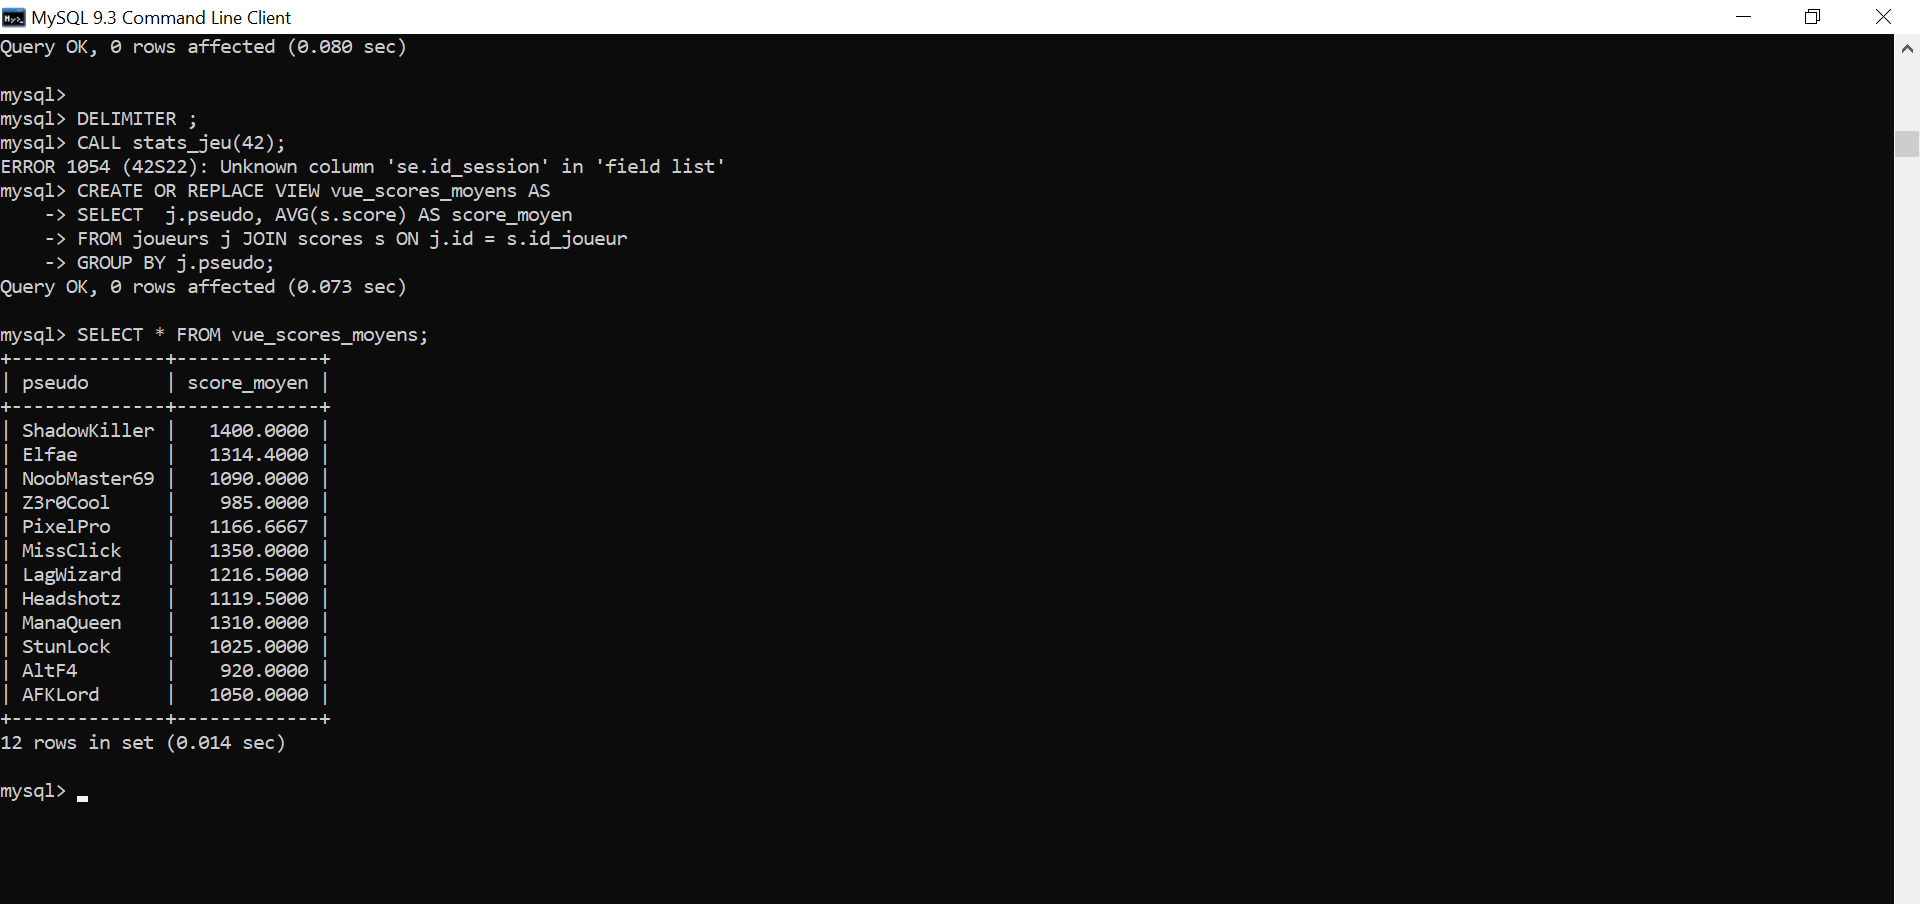 MySQL 9.3 Command Line Client
Query OK, 0 rows affected (0.080 sec)
mysql>
mysql> DELIMITER ;
mysql> CALL stats_jeu(42);
ERROR 1054 (42S22): Unknown column 'se.id_session' in 'field list'
mysql> CREATE OR REPLACE VIEW vue_scores_moyens AS
    -> SELECT  j.pseudo, AVG(s.score) AS score_moyen
    -> FROM joueurs j JOIN scores s ON j.id = s.id_joueur
    -> GROUP BY j.pseudo;
Query OK, 0 rows affected (0.073 sec)
mysql> SELECT * FROM vue_scores_moyens;
+--------------+-------------+
| pseudo       | score_moyen |
+--------------+-------------+
| ShadowKiller |   1400.0000 |
| Elfae        |   1314.4000 |
| NoobMaster69 |   1090.0000 |
| Z3r0Cool     |    985.0000 |
| PixelPro     |   1166.6667 |
| MissClick    |   1350.0000 |
| LagWizard    |   1216.5000 |
| Headshotz    |   1119.5000 |
| ManaQueen    |   1310.0000 |
| StunLock     |   1025.0000 |
| AltF4        |    920.0000 |
| AFKLord      |   1050.0000 |
+--------------+-------------+
12 rows in set (0.014 sec)
mysql>